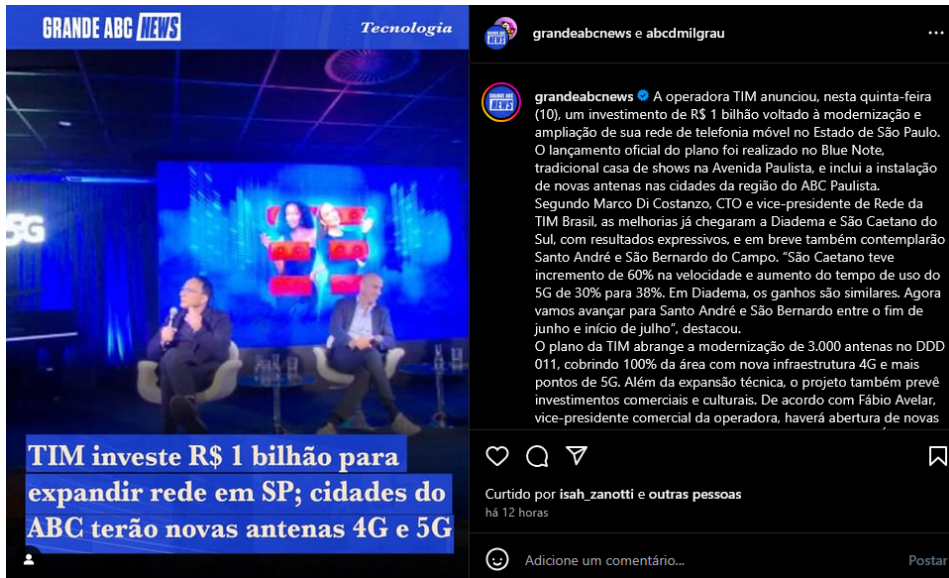 GRANDE ABC NEWS
Tecnologia
5G
TIM investe R$ 1 bilhão para
expandir rede em SP; cidades do
ABC terão novas antenas 4G e 5G
grandeabcnews e abcdmilgrau
grandeabcnews A operadora TIM anunciou, nesta quinta-feira
(10), um investimento de R$ 1 bilhão voltado à modernização e
ampliação de sua rede de telefonia móvel no Estado de São Paulo.
O lançamento oficial do plano foi realizado no Blue Note,
tradicional casa de shows na Avenida Paulista, e inclui a instalação
de novas antenas nas cidades da região do ABC Paulista.
Segundo Marco Di Costanzo, CTO e vice-presidente de Rede da
TIM Brasil, as melhorias já chegaram a Diadema e São Caetano do
Sul, com resultados expressivos, e em breve também contemplarão
Santo André e São Bernardo do Campo. “São Caetano teve
incremento de 60% na velocidade e aumento do tempo de uso do
5G de 30% para 38%. Em Diadema, os ganhos são similares. Agora
vamos avançar para Santo André e São Bernardo entre o fim de
junho e início de julho”, destacou.
O plano da TIM abrange a modernização de 3.000 antenas no DDD
011, cobrindo 100% da área com nova infraestrutura 4G e mais
pontos de 5G. Além da expansão técnica, o projeto também prevê
investimentos comerciais e culturais. De acordo com Fábio Avelar,
vice-presidente comercial da operadora, haverá abertura de novas
Curtido por isah_zanotti e outras pessoas
há 12 horas
Adicione um comentário...
Postar